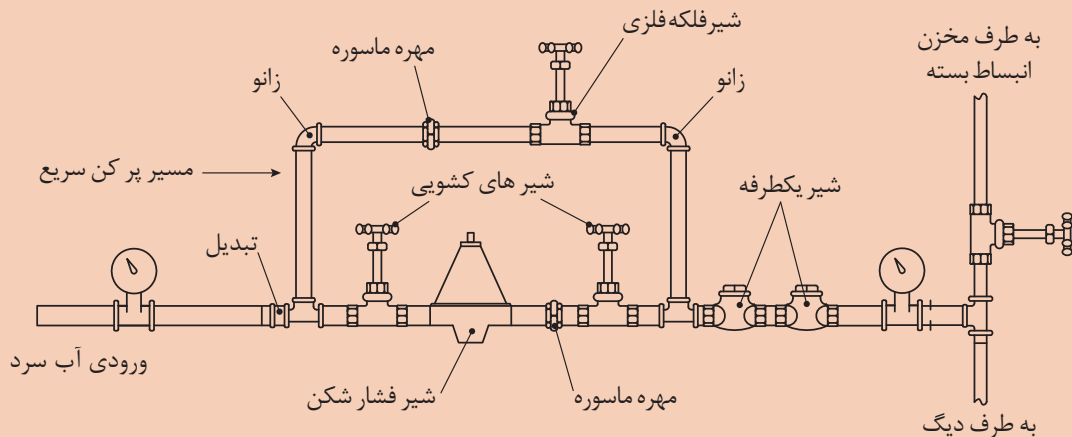 شیرفلکه فلزی
به طرف مخزن
انبساط بسته
مهره ماسوره
زانو
زانو
مسیر پر کن سریع
شیر های کشویی
شیر یکطرفه
تبدیل
ورودی آب سرد
شیر فشار شکن
مهره ماسوره
به طرف دیگ